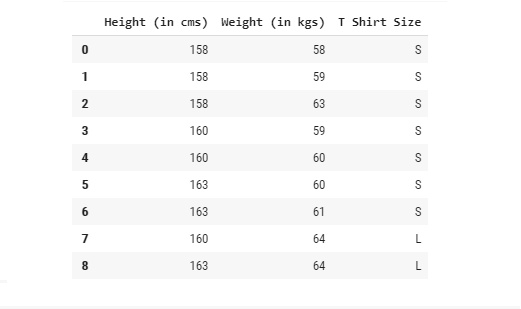 Height (in cms) Weight (in kgs) T Shirt Size
0 158 58 S
1 158 59 S
2 158 63 S
3 160 59 S
4 160 60 S
5 163 60 S
6 163 61 S
7 160 64 L
8 163 64 L